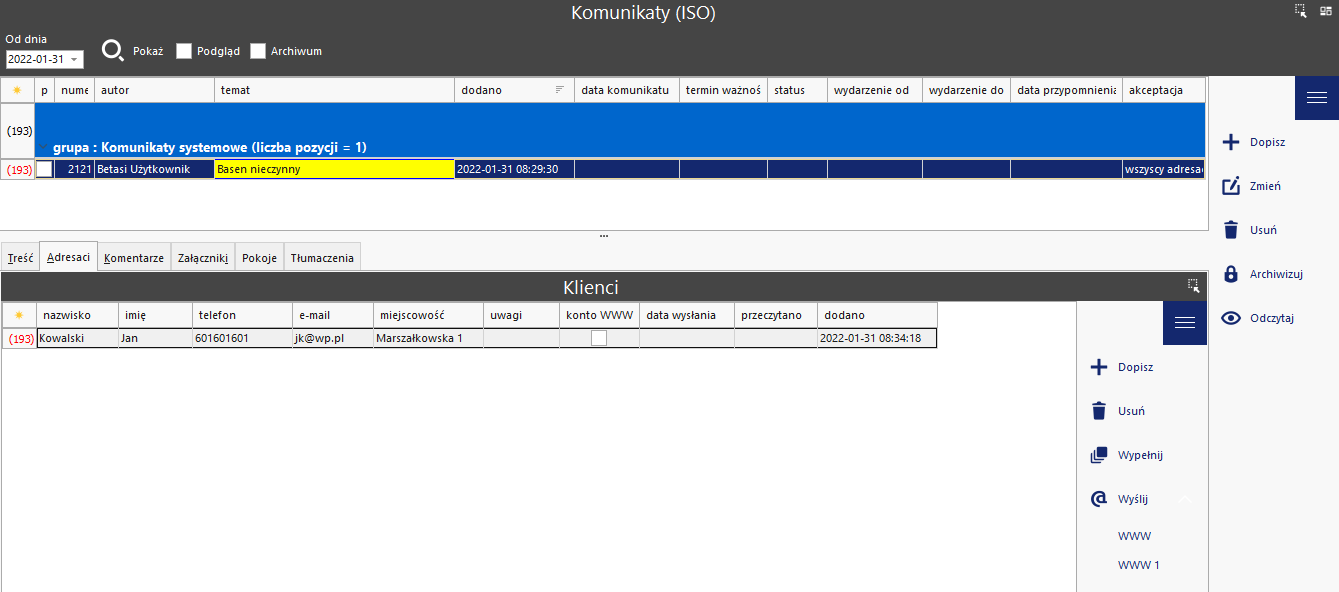 Komunikaty (ISO)
Od dnia
2022-01-31
Pokaż Podgląd Archiwum
p nume autor temat dodano data komunikatu termin ważnoś status wydarzenie od wydarzenie do data przypomnienia akceptacja
(193)
grupa : Komunikaty systemowe (liczba pozycji = 1)
(193) 2121 Betasi Użytkownik Basen nieczynny 2022-01-31 08:29:30 wszyscy adresac
Dopisz
Zmień
Usuń
Archiwizuj
Odczytaj
Treść Adresaci Komentarze Załączniki Pokoje Tłumaczenia
Klienci
nazwisko imię telefon e-mail miejscowość uwagi konto WWW data wysłania przeczytano dodano
(193) Kowalski Jan 601601601 jk@wp.pl Marszałkowska 1 2022-01-31 08:34:18
Dopisz
Usuń
Wypełnij
Wyślij
WWW
WWW 1